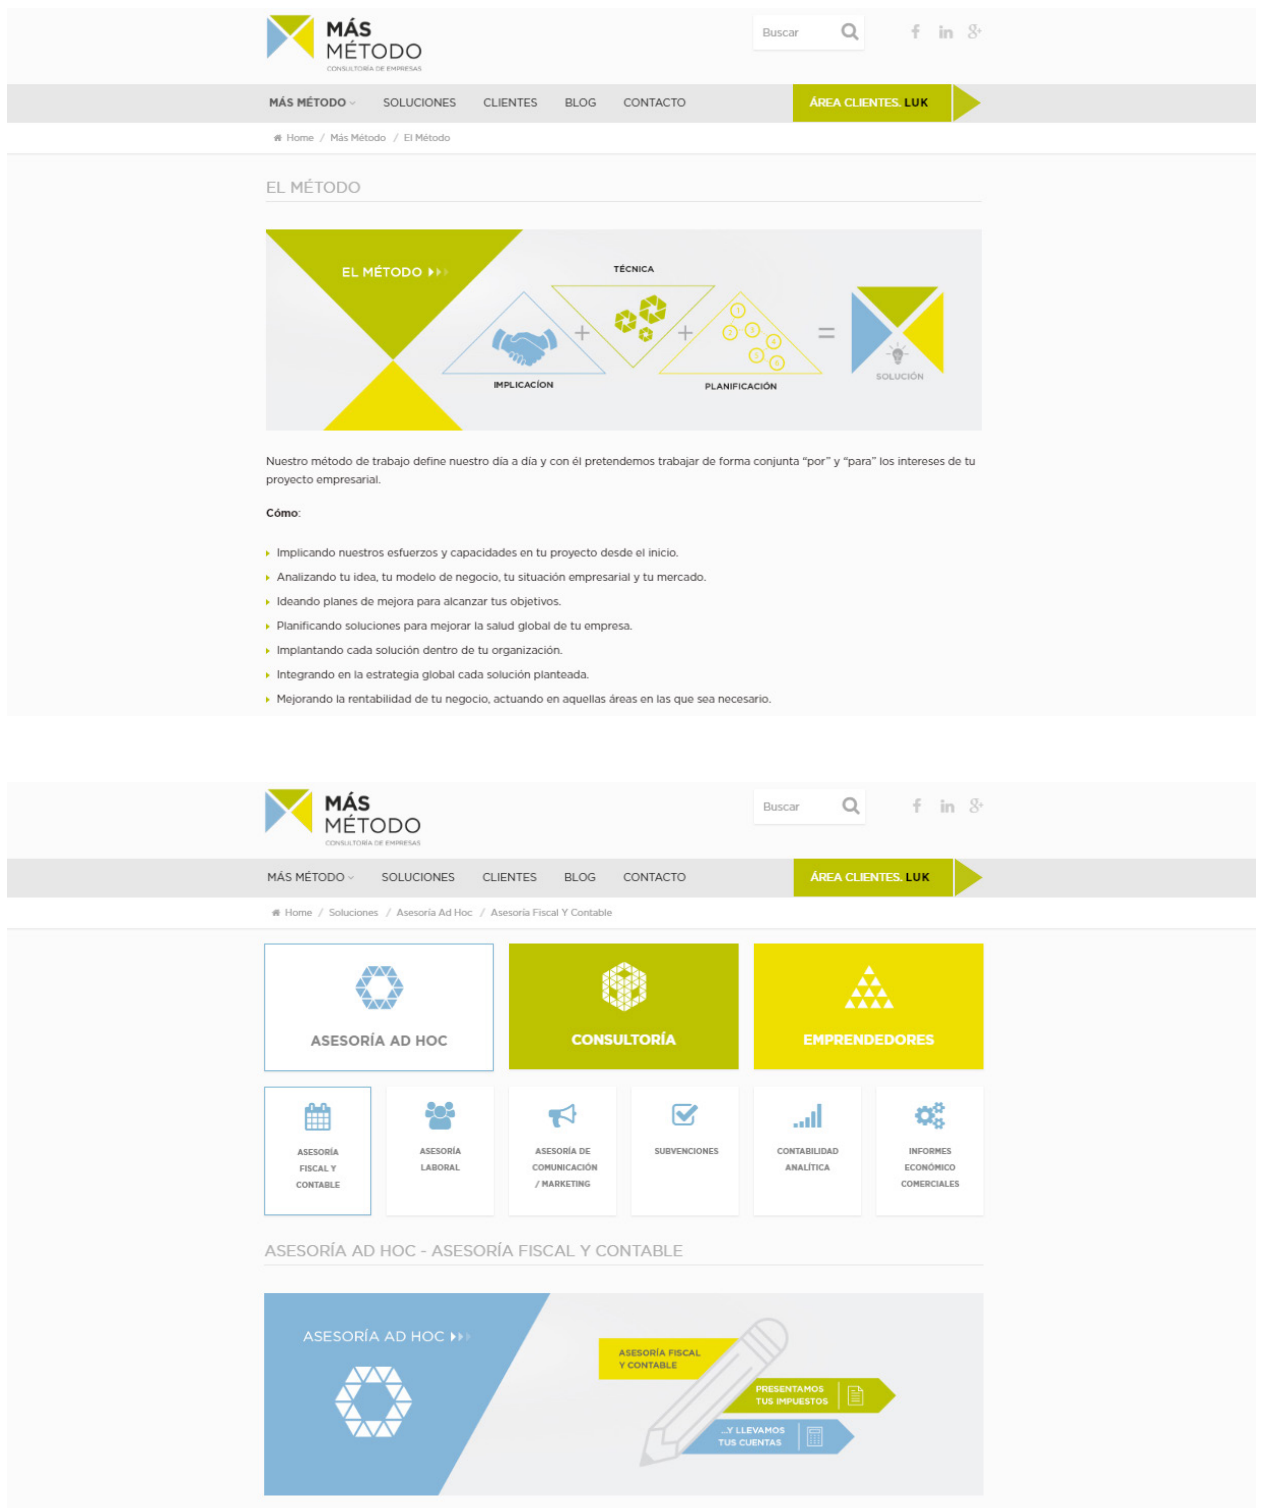 MÁS
MÉTODO
CONSULTORÍA DE EMPRESAS
Buscar
MÁS MÉTODO
SOLUCIONES
CLIENTES
BLOG
CONTACTO
ÁREA CLIENTES. LUK
Home / Más Método / El Método
EL MÉTODO
EL MÉTODO
TÉCNICA
1
2
3
4
5
6
+
+
=
IMPLICACÍON
PLANIFICACIÓN
SOLUCIÓN
Nuestro método de trabajo define nuestro día a día y con él pretendemos trabajar de forma conjunta “por” y “para” los intereses de tu
proyecto empresarial.
Cómo:
Implicando nuestros esfuerzos y capacidades en tu proyecto desde el inicio.
Analizando tu idea, tu modelo de negocio, tu situación empresarial y tu mercado.
Ideando planes de mejora para alcanzar tus objetivos.
Planificando soluciones para mejorar la salud global de tu empresa.
Implantando cada solución dentro de tu organización.
Integrando en la estrategia global cada solución planteada.
Mejorando la rentabilidad de tu negocio, actuando en aquellas áreas en las que sea necesario.
MÁS
MÉTODO
CONSULTORÍA DE EMPRESAS
Buscar
MÁS MÉTODO
SOLUCIONES
CLIENTES
BLOG
CONTACTO
ÁREA CLIENTES. LUK
Home / Soluciones / Asesoría Ad Hoc / Asesoría Fiscal Y Contable
ASESORÍA AD HOC
CONSULTORÍA
EMPRENDEDORES
ASESORÍA
FISCAL Y
CONTABLE
ASESORÍA
LABORAL
ASESORÍA DE
COMUNICACIÓN
/ MARKETING
SUBVENCIONES
CONTABILIDAD
ANALÍTICA
INFORMES
ECONÓMICO
COMERCIALES
ASESORÍA AD HOC - ASESORÍA FISCAL Y CONTABLE
ASESORÍA AD HOC
ASESORÍA FISCAL
Y CONTABLE
PRESENTAMOS
TUS IMPUESTOS
...Y LLEVAMOS
TUS CUENTAS